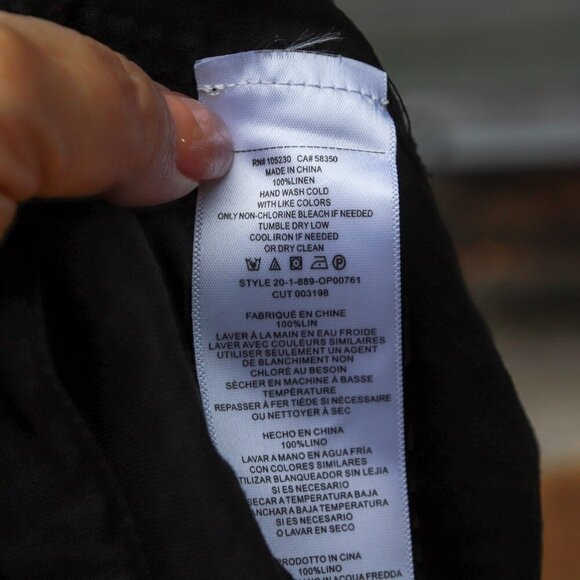 RN# 105230 CA# 58350
MADE IN CHINA
100%LINEN
HAND WASH COLD
WITH LIKE COLORS
ONLY NON-CHLORINE BLEACH IF NEEDED
TUMBLE DRY LOW
COOL IRON IF NEEDED
OR DRY CLEAN
STYLE 20-1-889-OP00761
CUT 003198
FABRIQUÉ EN CHINE
100%LIN
LAVER À LA MAIN EN EAU FROIDE
LAVER AVEC COULEURS SIMILAIRES
UTILISER SEULEMENT UN AGENT
DE BLANCHIMENT NON
CHLORÉ AU BESOIN
SÉCHER EN MACHINE À BASSE
TEMPÉRATURE
REPASSER À FER TIÈDE SI NÉCESSAIRE
OU NETTOYER À SEC
HECHO EN CHINA
100%LINO
LAVAR A MANO EN AGUA FRÍA
CON COLORES SIMILARES
UTILIZAR BLANQUEADOR SIN LEJIA
SI ES NECESARIO
SECAR A TEMPERATURA BAJA
PLANCHAR A BAJA TEMPERATURA
SI ES NECESARIO
O LAVAR EN SECO
PRODOTTO IN CINA
100%LINO
MANO IN ACQUA FREDDA